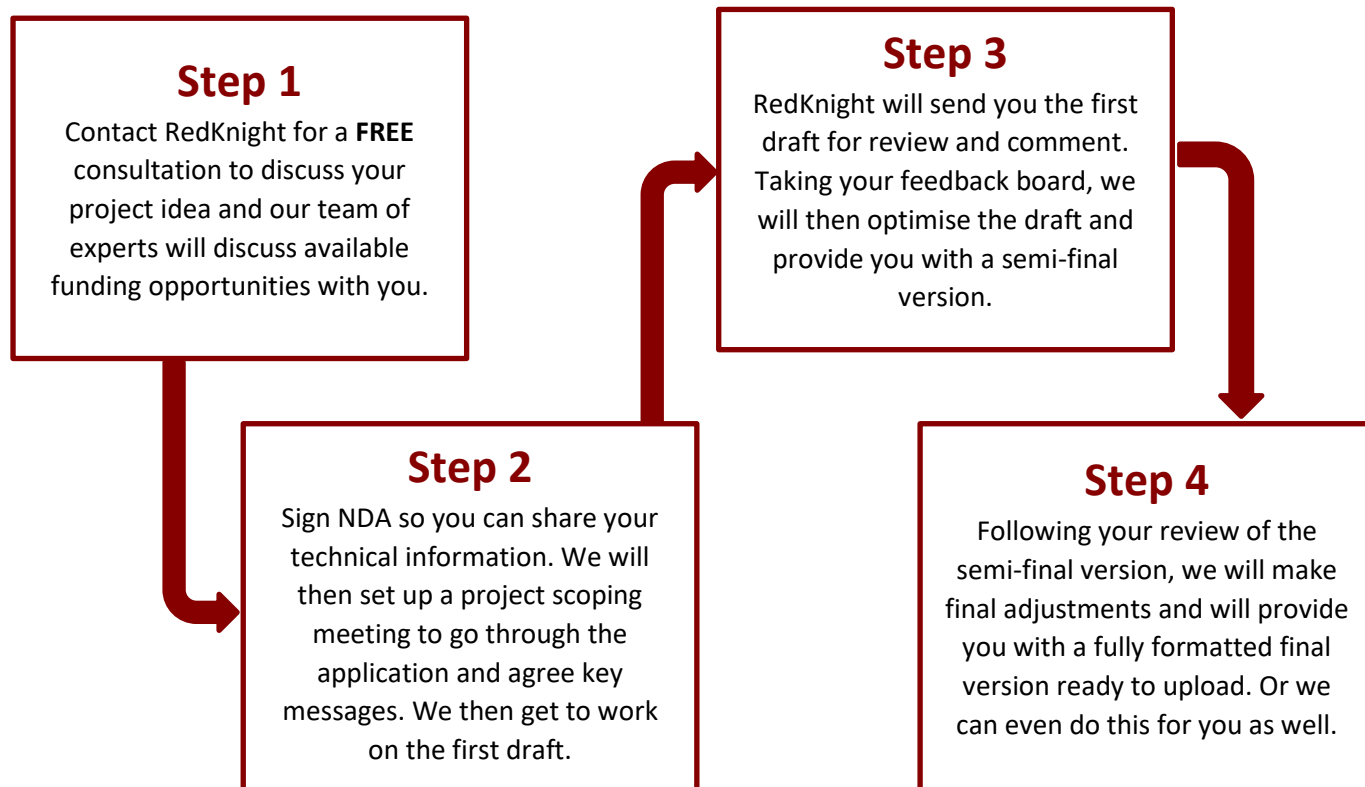 Step 1
Contact RedKnight for a FREE
consultation to discuss your
project idea and our team of
experts will discuss available
funding opportunities with you.
Step 2
Sign NDA so you can share your
technical information. We will
then set up a project scoping
meeting to go through the
application and agree key
messages. We then get to work
on the first draft.
Step 3
RedKnight will send you the first
draft for review and comment.
Taking your feedback board, we
will then optimise the draft and
provide you with a semi-final
version.
Step 4
Following your review of the
semi-final version, we will make
final adjustments and will provide
you with a fully formatted final
version ready to upload. Or we
can even do this for you as well.